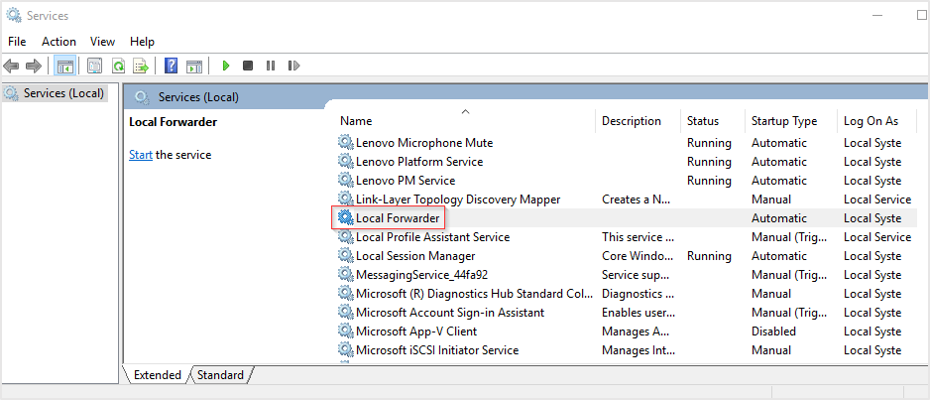 Services
File Action View Help
Services (Local)
Services (Local)
Local Forwarder
Start the service
Name Description Status Startup Type Log On As
Lenovo Microphone Mute Running Automatic Local Syste
Lenovo Platform Service Running Automatic Local Syste
Lenovo PM Service Running Automatic Local Syste
Link-Layer Topology Discovery Mapper Creates a N... Manual Local Service
Local Forwarder Automatic Local Syste
Local Profile Assistant Service This service ... Manual (Trig... Local Service
Local Session Manager Core Windo... Running Automatic Local Syste
MessagingService_44fa92 Service sup... Manual (Trig... Local Syste
Microsoft (R) Diagnostics Hub Standard Col... Diagnostics ... Manual Local Syste
Microsoft Account Sign-in Assistant Enables user... Manual (Trig... Local Syste
Microsoft App-V Client Manages A... Disabled Local Syste
Microsoft iSCSI Initiator Service Manages Int... Manual Local Syste
Extended Standard